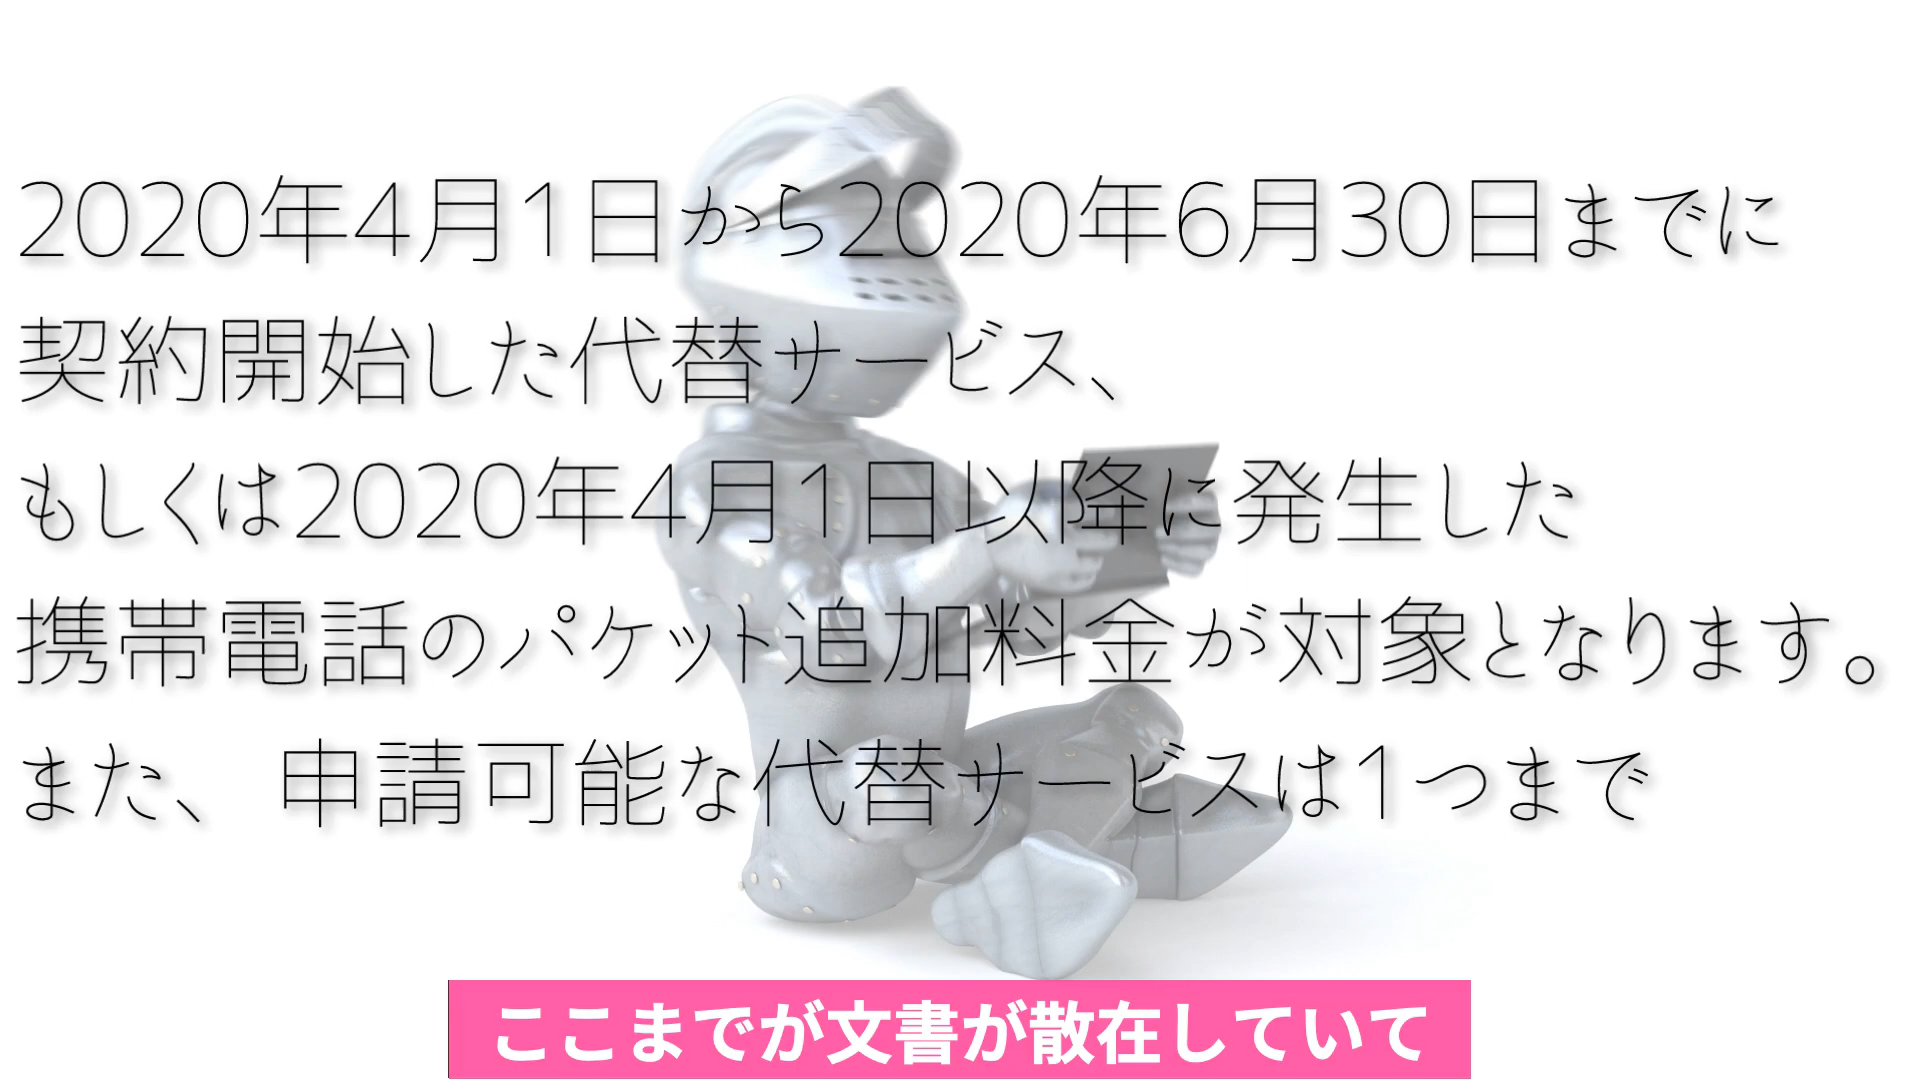 2020年4月1日から2020年6月30日までに
契約開始した代替サービス、
もしくは2020年4月1日以降に発生した
携帯電話のパケット追加料金が対象となります。
また、 申請可能な代替サービスは1つまで
ここまでが文書が散在していて